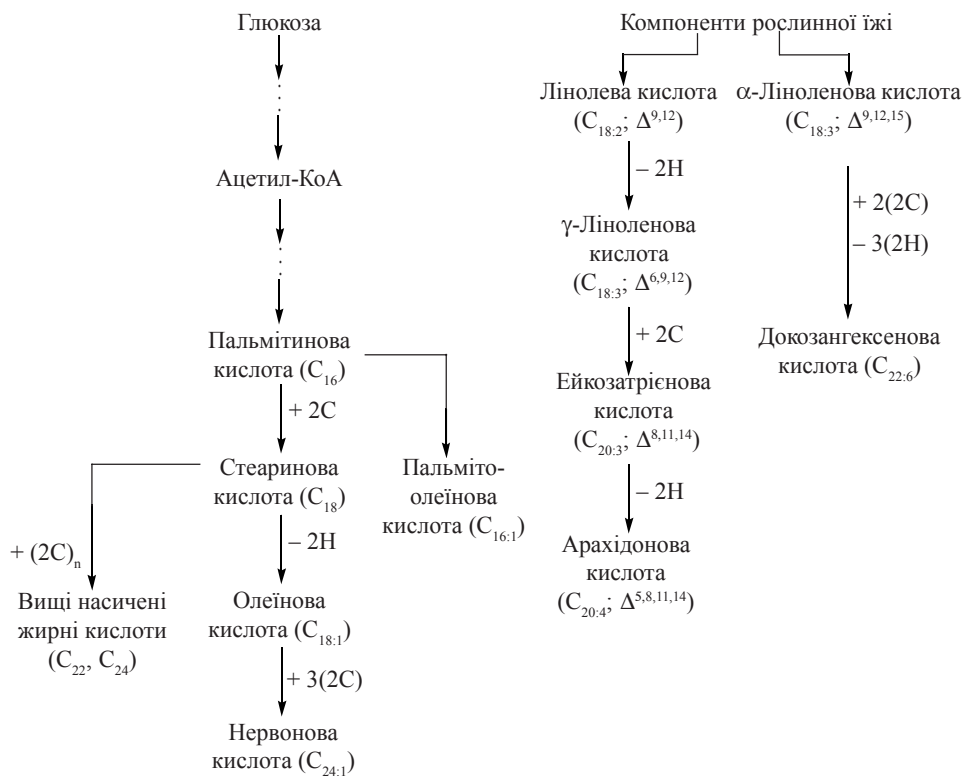 Глюкоза
Ацетил-КоА
Пальмітинова
кислота (C16)
+ 2C
Стеаринова
кислота (C18)
Пальміто-
олеїнова
кислота (C16:1)
– 2H
+ (2C)n
Вищі насичені
жирні кислоти
(C22, C24)
Олеїнова
кислота (C18:1)
+ 3(2C)
Нервонова
кислота (C24:1)
Компоненти рослинної їжі
Лінолева кислота
(C18:2; Δ9,12)
– 2H
γ-Ліноленова
кислота
(C18:3; Δ6,9,12)
+ 2C
Ейкозатрієнова
кислота
(C20:3; Δ8,11,14)
– 2H
Арахідонова
кислота
(C20:4; Δ5,8,11,14)
α-Ліноленова кислота
(C18:3; Δ9,12,15)
+ 2(2C)
– 3(2H)
Докозангексенова
кислота (C22:6)